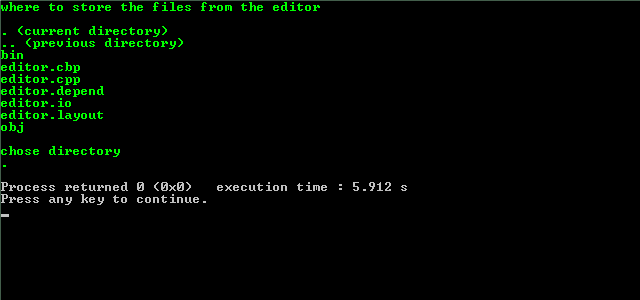 where to store the files from the editor
. (current directory)
.. (previous directory)
bin
editor.cbp
editor.cpp
editor.depend
editor.io
editor.layout
obj
chose directory
.
Process returned 0 (0x0)   execution time : 5.912 s
Press any key to continue.